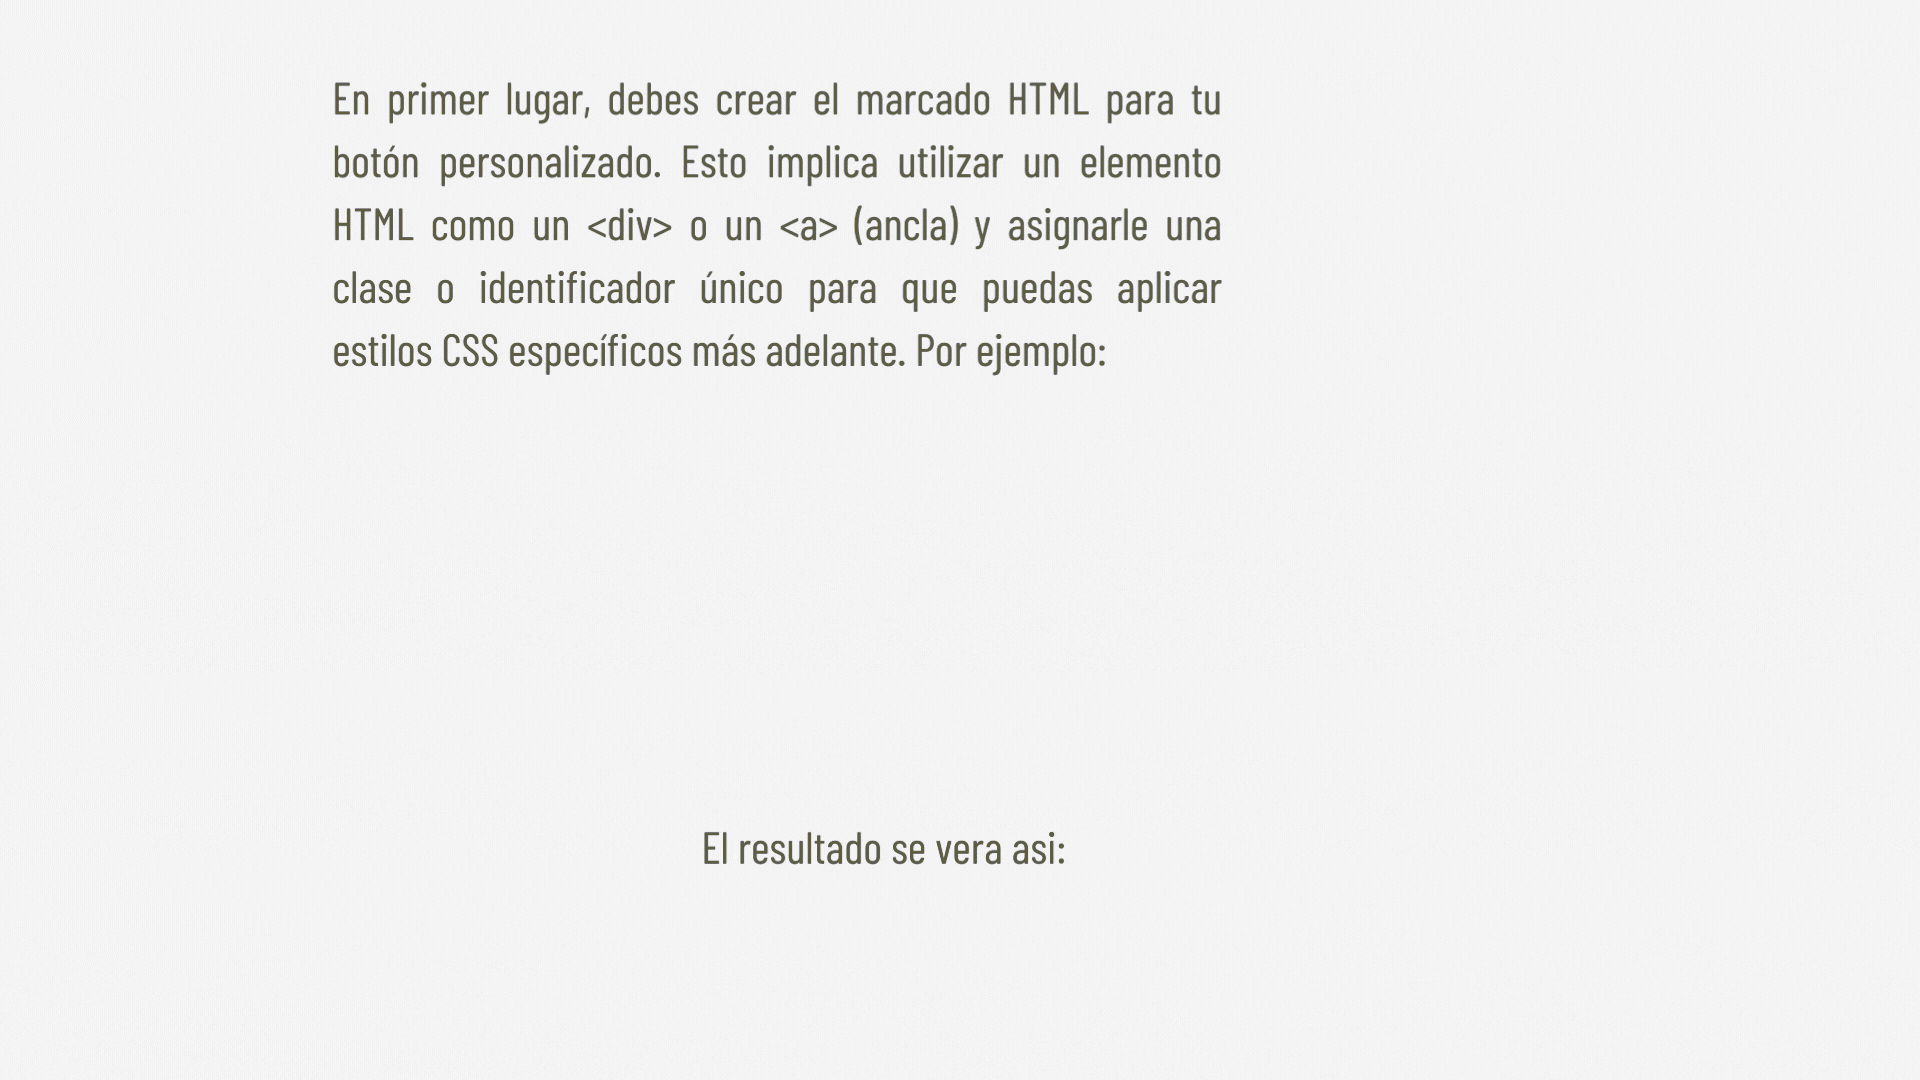 En primer lugar, debes crear el marcado HTML para tu
botón personalizado. Esto implica utilizar un elemento
HTML como un <div> o un <a> (ancla) y asignarle una
clase o identificador único para que puedas aplicar
estilos CSS específicos más adelante. Por ejemplo:
El resultado se vera asi: